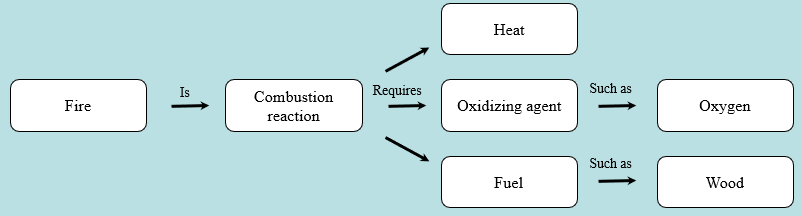 Heat
Fire
Is
Combustion
reaction
Requires
Oxidizing agent
Such as
Oxygen
Fuel
Such as
Wood